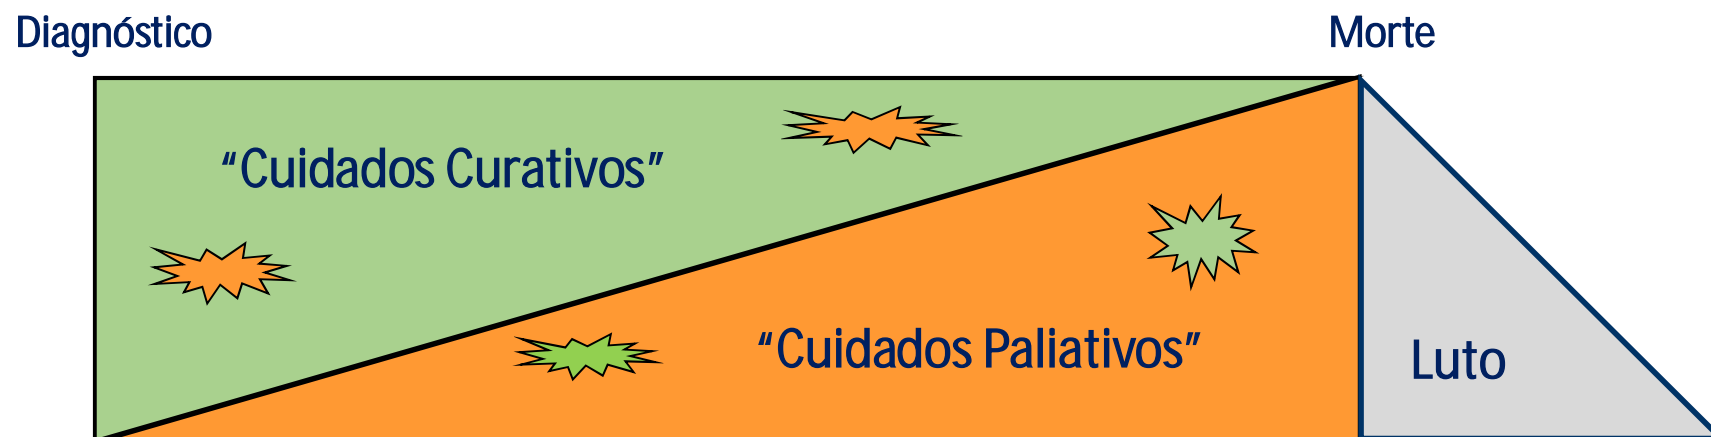 Diagnóstico
Morte
“Cuidados Curativos”
“Cuidados Paliativos”
Luto